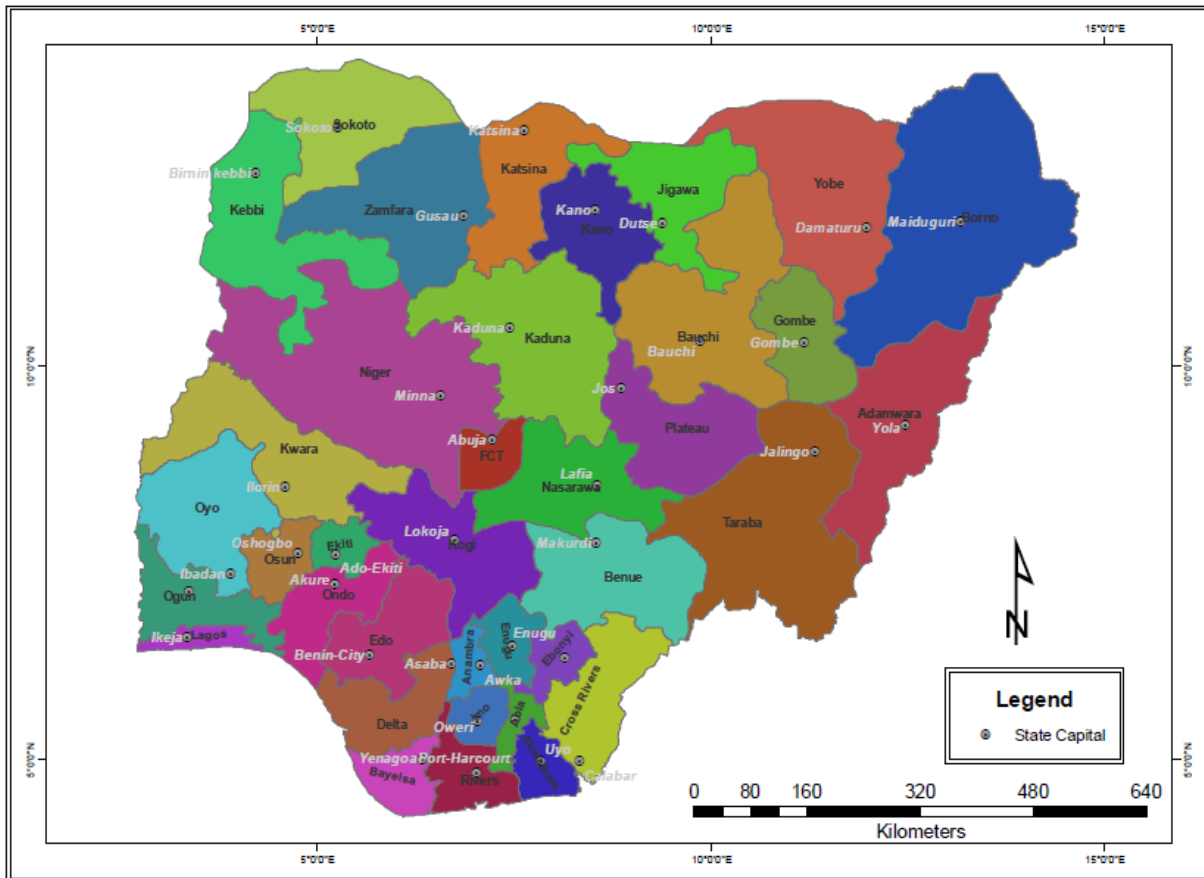 5°0'0"E 10°0'0"E 15°0'0"E
Sokoto Sokoto
Katsina
Katsina
Birnin kebbi
Kebbi
Zamfara
Gusau
Kano
Kano
Jigawa
Dutse
Yobe
Damaturu
Maiduguri
Borno
Kaduna
Kaduna
Bauchi
Bauchi
Gombe
Gombe
10°0'0"N 10°0'0"N
Niger
Minna
Jos
Plateau
Adamwara
Yola
Abuja
FCT
Jalingo
Kwara
Ilorin
Lafia
Nasarawa
Oyo
Taraba
Lokoja
Kogi
Makurdi
Benue
Oshogbo
Osun
Ekiti
Ado-Ekiti
Ibadan
Akure
Ondo
Ogun
Ikeja
Lagos
Edo
Benin-City
Asaba
Anambra
Enugu
Enugu
Awka
Ebonyi
Cross Rivers
Delta
Imo
Oweri
Abia
Uyo
Yenagoa
Port-Harcourt
Bayelsa
Rivers
Calabar
5°0'0"N 5°0'0"N
N
Legend
State Capital
0 80 160 320 480 640
Kilometers
5°0'0"E 10°0'0"E 15°0'0"E